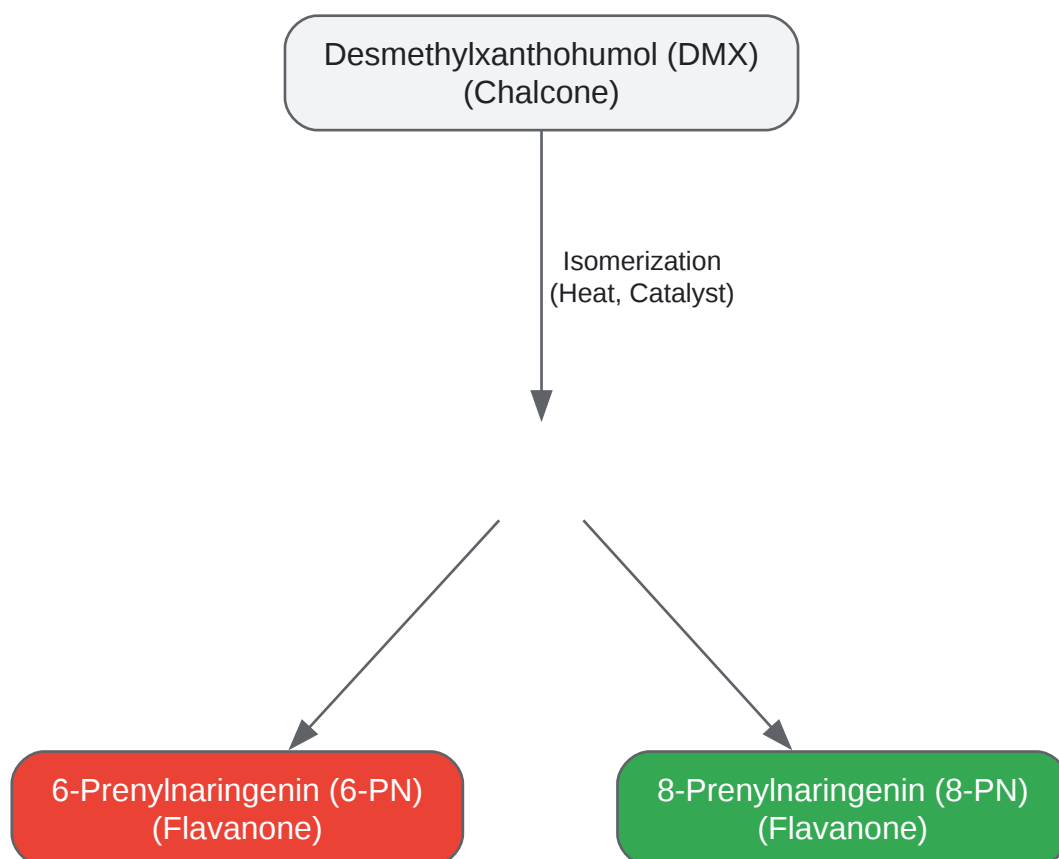 Desmethylxanthohumol (DMX)
(Chalcone)
Isomerization
(Heat, Catalyst)
6-Prenylnaringenin (6-PN)
(Flavanone)
8-Prenylnaringenin (8-PN)
(Flavanone)